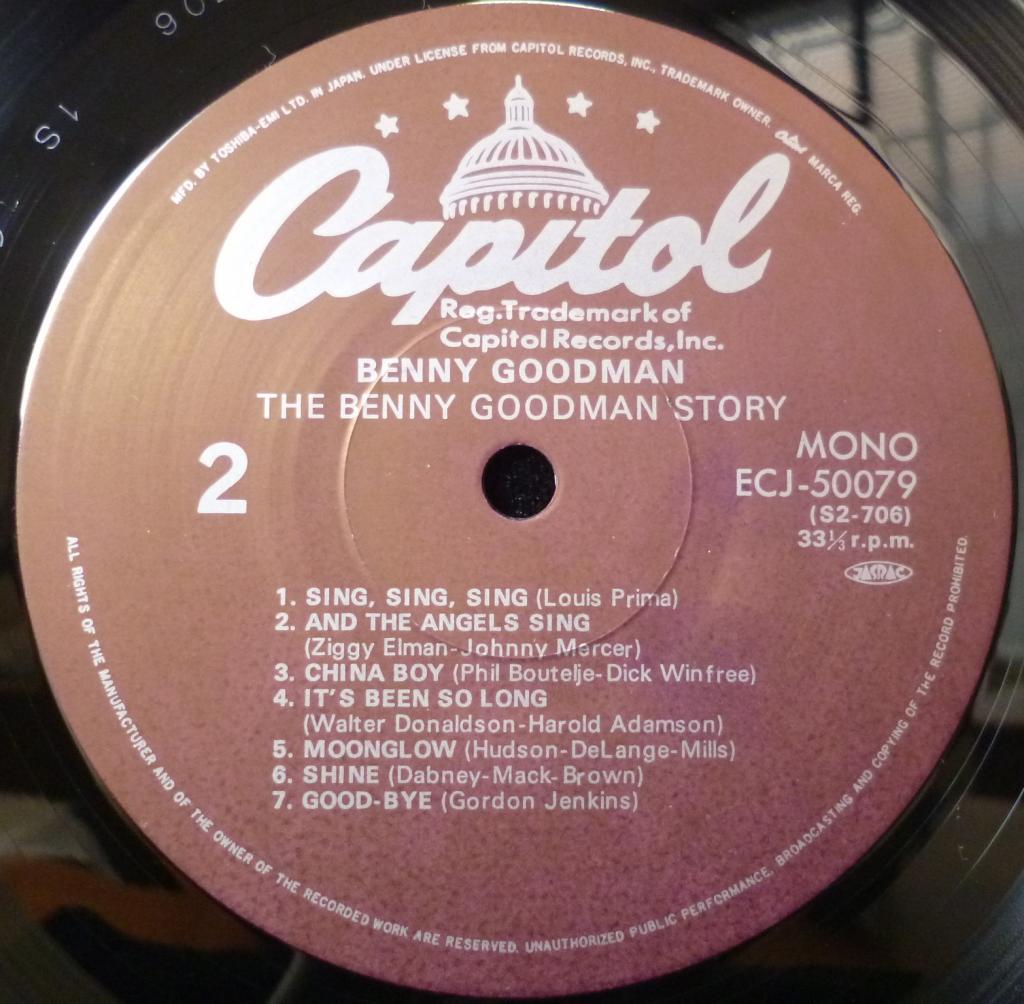 MFD. BY TOSHIBA-EMI LTD. IN JAPAN. UNDER LICENSE FROM CAPITOL RECORDS, INC., TRADEMARK OWNER. Capitol MARCA REG.
Capitol
Reg.Trademark of
Capitol Records,Inc.
BENNY GOODMAN
THE BENNY GOODMAN STORY
2
MONO
ECJ-50079
(S2-706)
33⅓ r.p.m.
JASRAC
1. SING, SING, SING (Louis Prima)
2. AND THE ANGELS SING
(Ziggy Elman-Johnny Mercer)
3. CHINA BOY (Phil Boutelje-Dick Winfree)
4. IT'S BEEN SO LONG
(Walter Donaldson-Harold Adamson)
5. MOONGLOW (Hudson-DeLange-Mills)
6. SHINE (Dabney-Mack-Brown)
7. GOOD-BYE (Gordon Jenkins)
ALL RIGHTS OF THE MANUFACTURER AND OF THE OWNER OF THE RECORDED WORK ARE RESERVED. UNAUTHORIZED PUBLIC PERFORMANCE, BROADCASTING AND COPYING OF THE RECORD PROHIBITED.